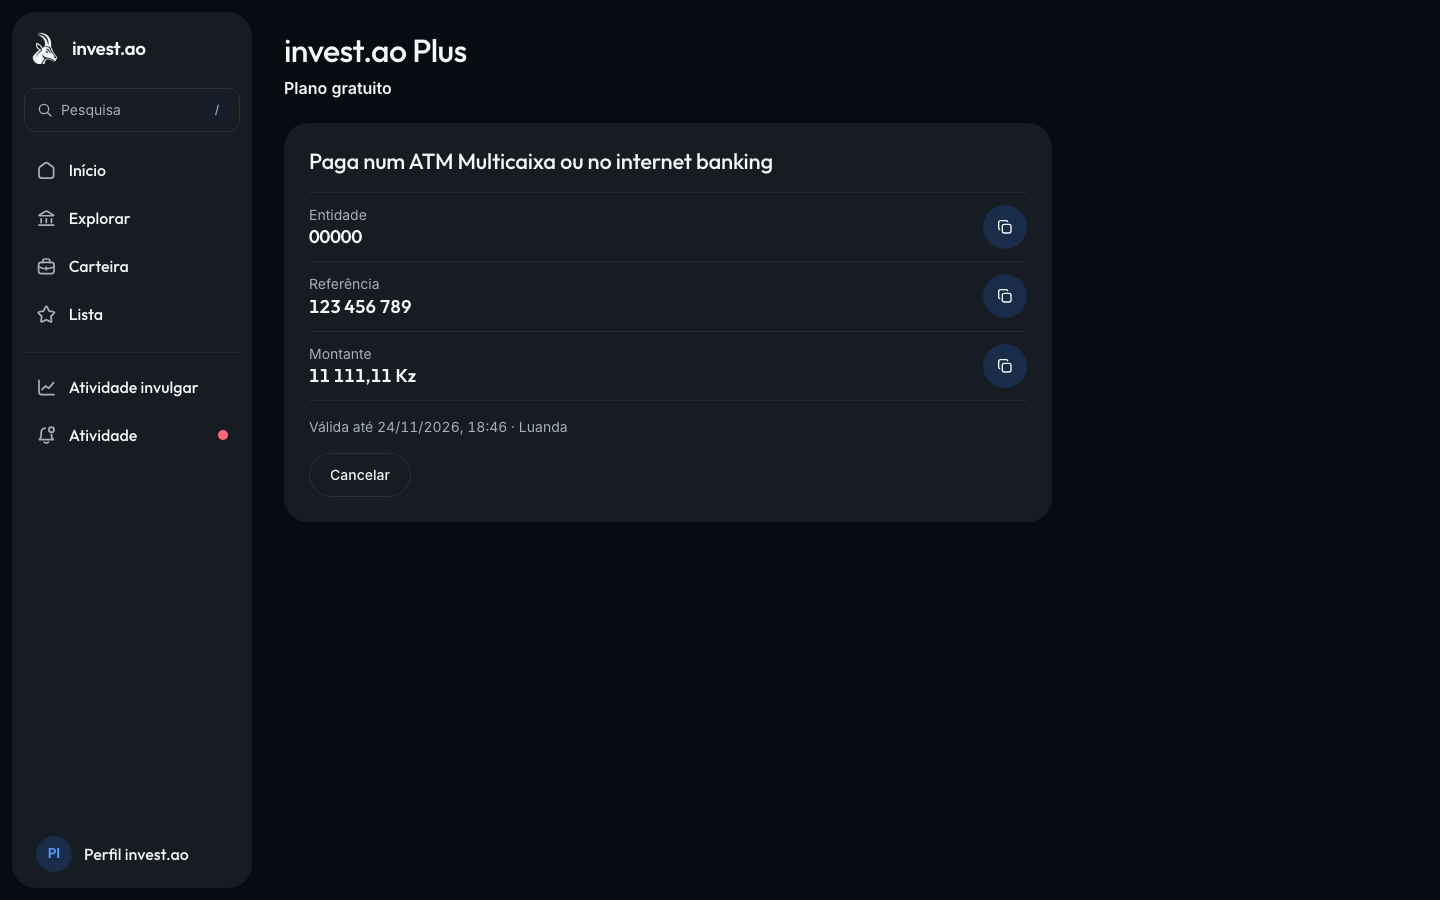 invest.ao
Pesquisa /
Início
Explorar
Carteira
Lista
Atividade invulgar
Atividade
PI Perfil invest.ao
invest.ao Plus
Plano gratuito
Paga num ATM Multicaixa ou no internet banking
Entidade
00000
Referência
123 456 789
Montante
11 111,11 Kz
Válida até 24/11/2026, 18:46 · Luanda
Cancelar